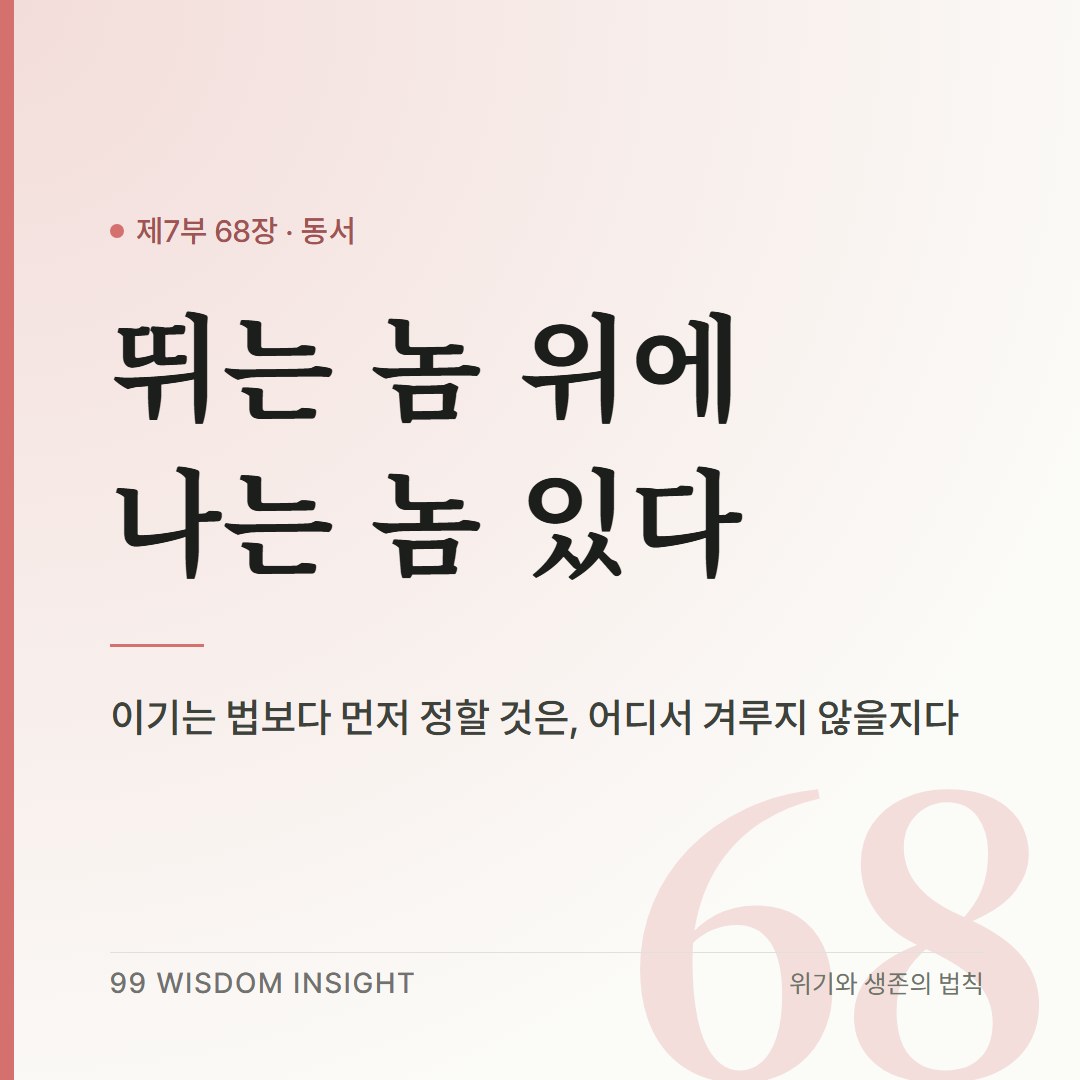 제7부 68장 · 동서
뛰는 놈 위에
나는 놈 있다
이기는 법보다 먼저 정할 것은, 어디서 겨루지 않을지다
68
99 WISDOM INSIGHT
위기와 생존의 법칙